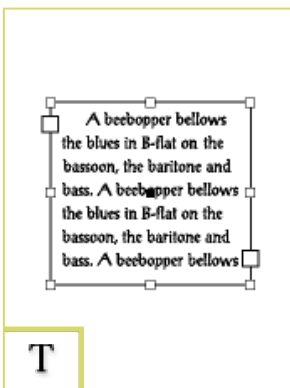 A beebopper bellows
the blues in B-flat on the
bassoon, the baritone and
bass. A beebopper bellows
the blues in B-flat on the
bassoon, the baritone and
bass. A beebopper bellows
T